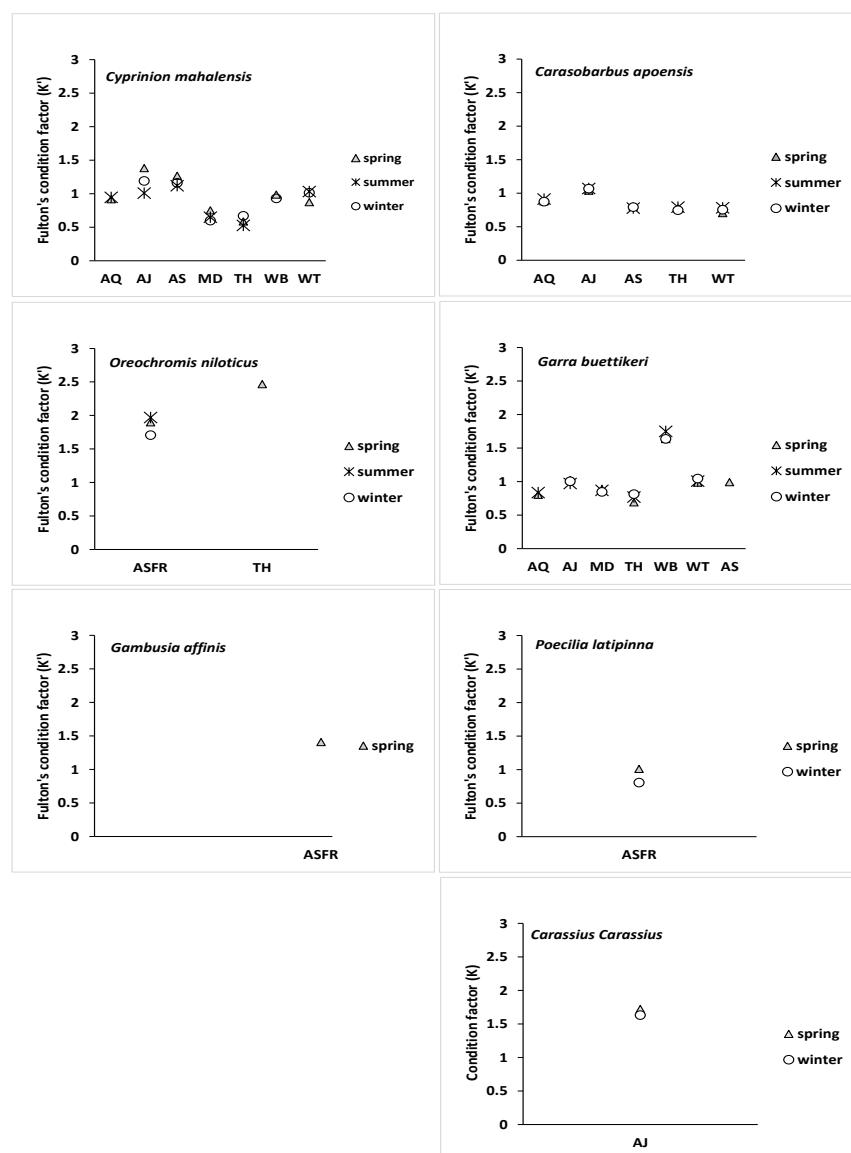 Cyprinion mahalensis
Fulton's condition factor (K')
3
2.5
2
1.5
1
0.5
0
AQ AJ AS MD TH WB WT
spring
summer
winter
Carasobarbus apoensis
Fulton's condition factor (K')
3
2.5
2
1.5
1
0.5
0
AQ AJ AS TH WT
spring
summer
winter
Oreochromis niloticus
Fulton's condition factor (K')
3
2.5
2
1.5
1
0.5
0
ASFR TH
spring
summer
winter
Garra buettikeri
Fulton's condition factor (K')
3
2.5
2
1.5
1
0.5
0
AQ AJ MD TH WB WT AS
spring
summer
winter
Gambusia affinis
Fulton's condition factor (K')
3
2.5
2
1.5
1
0.5
0
ASFR
spring
Poecilia latipinna
Fulton's condition factor (K')
3
2.5
2
1.5
1
0.5
0
ASFR
spring
winter
Carassius Carassius
Condition factor (K)
3
2.5
2
1.5
1
0.5
0
AJ
spring
winter